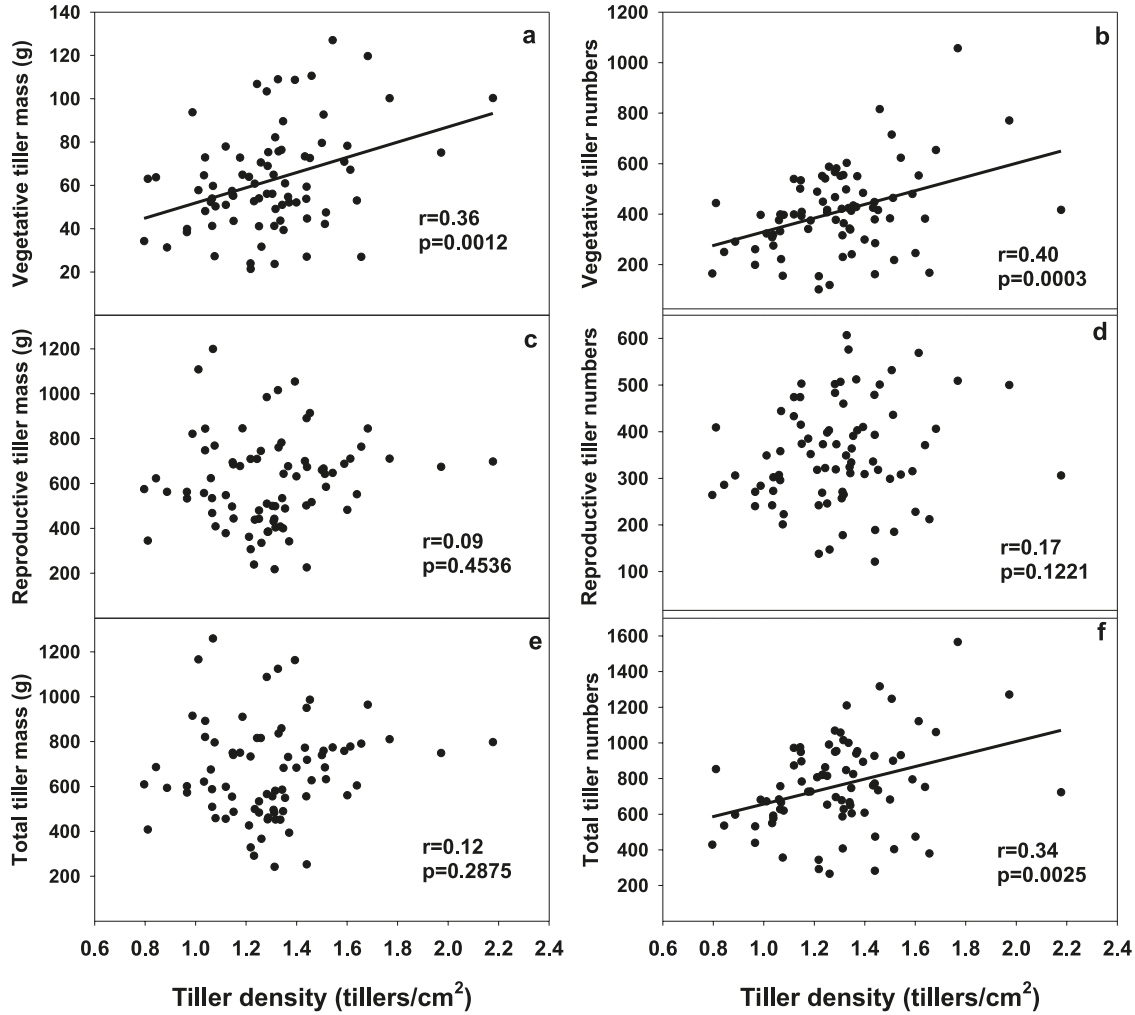 a
Vegetative tiller mass (g)
140
120
100
80
60
40
20
r=0.36
p=0.0012
b
Vegetative tiller numbers
1200
1000
800
600
400
200
0
r=0.40
p=0.0003
c
Reproductive tiller mass (g)
1200
1000
800
600
400
200
r=0.09
p=0.4536
d
Reproductive tiller numbers
600
500
400
300
200
100
r=0.17
p=0.1221
e
Total tiller mass (g)
1200
1000
800
600
400
200
r=0.12
p=0.2875
0.6 0.8 1.0 1.2 1.4 1.6 1.8 2.0 2.2 2.4
Tiller density (tillers/cm²)
f
Total tiller numbers
1600
1400
1200
1000
800
600
400
200
r=0.34
p=0.0025
0.6 0.8 1.0 1.2 1.4 1.6 1.8 2.0 2.2 2.4
Tiller density (tillers/cm²)